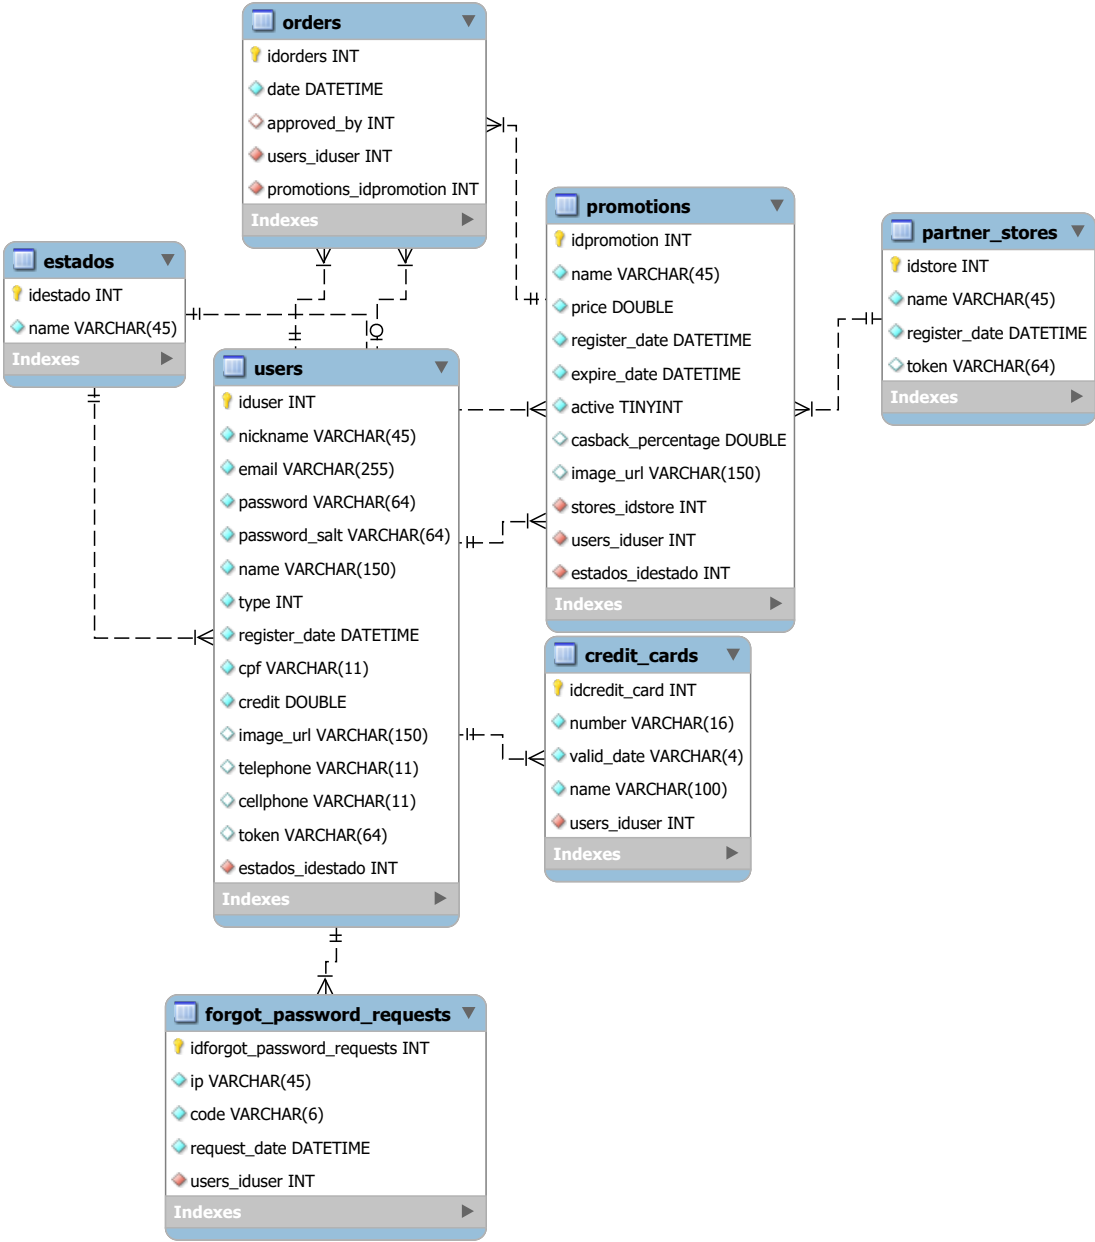 orders
idorders INT
date DATETIME
approved_by INT
users_iduser INT
promotions_idpromotion INT
Indexes
estados
idestado INT
name VARCHAR(45)
Indexes
promotions
idpromotion INT
name VARCHAR(45)
price DOUBLE
register_date DATETIME
expire_date DATETIME
active TINYINT
casback_percentage DOUBLE
image_url VARCHAR(150)
stores_idstore INT
users_iduser INT
estados_idestado INT
Indexes
partner_stores
idstore INT
name VARCHAR(45)
register_date DATETIME
token VARCHAR(64)
Indexes
users
iduser INT
nickname VARCHAR(45)
email VARCHAR(255)
password VARCHAR(64)
password_salt VARCHAR(64)
name VARCHAR(150)
type INT
register_date DATETIME
cpf VARCHAR(11)
credit DOUBLE
image_url VARCHAR(150)
telephone VARCHAR(11)
cellphone VARCHAR(11)
token VARCHAR(64)
estados_idestado INT
Indexes
credit_cards
idcredit_card INT
number VARCHAR(16)
valid_date VARCHAR(4)
name VARCHAR(100)
users_iduser INT
Indexes
forgot_password_requests
idforgot_password_requests INT
ip VARCHAR(45)
code VARCHAR(6)
request_date DATETIME
users_iduser INT
Indexes